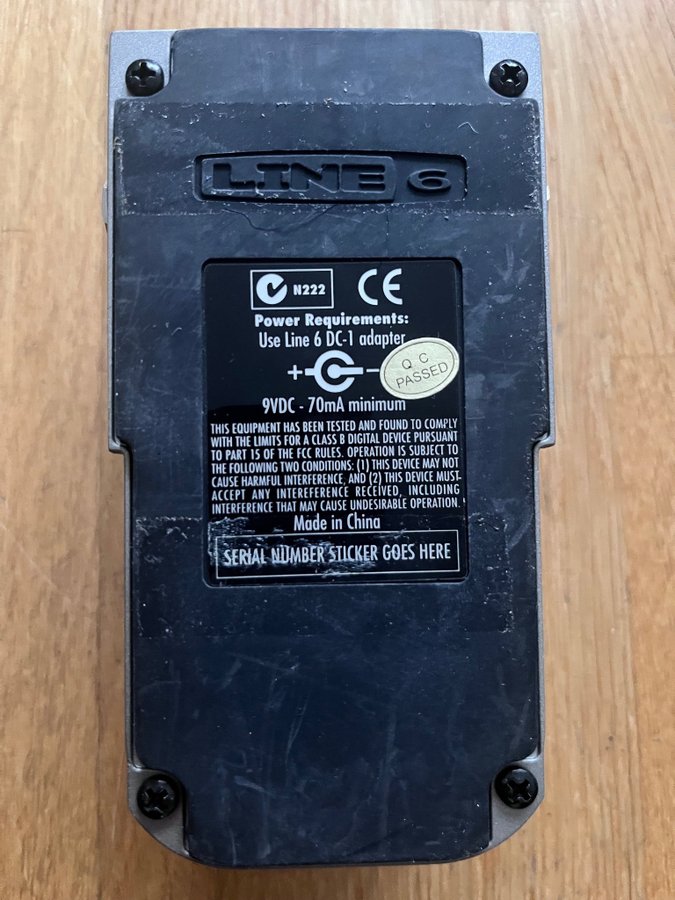 LINE 6
N222 CE
Power Requirements:
Use Line 6 DC-1 adapter
+ -
Q C
PASSED
9VDC - 70mA minimum
THIS EQUIPMENT HAS BEEN TESTED AND FOUND TO COMPLY
WITH THE LIMITS FOR A CLASS B DIGITAL DEVICE PURSUANT
TO PART 15 OF THE FCC RULES. OPERATION IS SUBJECT TO
THE FOLLOWING TWO CONDITIONS: (1) THIS DEVICE MAY NOT
CAUSE HARMFUL INTERFERENCE, AND (2) THIS DEVICE MUST
ACCEPT ANY INTEREFERENCE RECEIVED, INCLUDING
INTERFERENCE THAT MAY CAUSE UNDESIRABLE OPERATION.
Made in China
SERIAL NUMBER STICKER GOES HERE